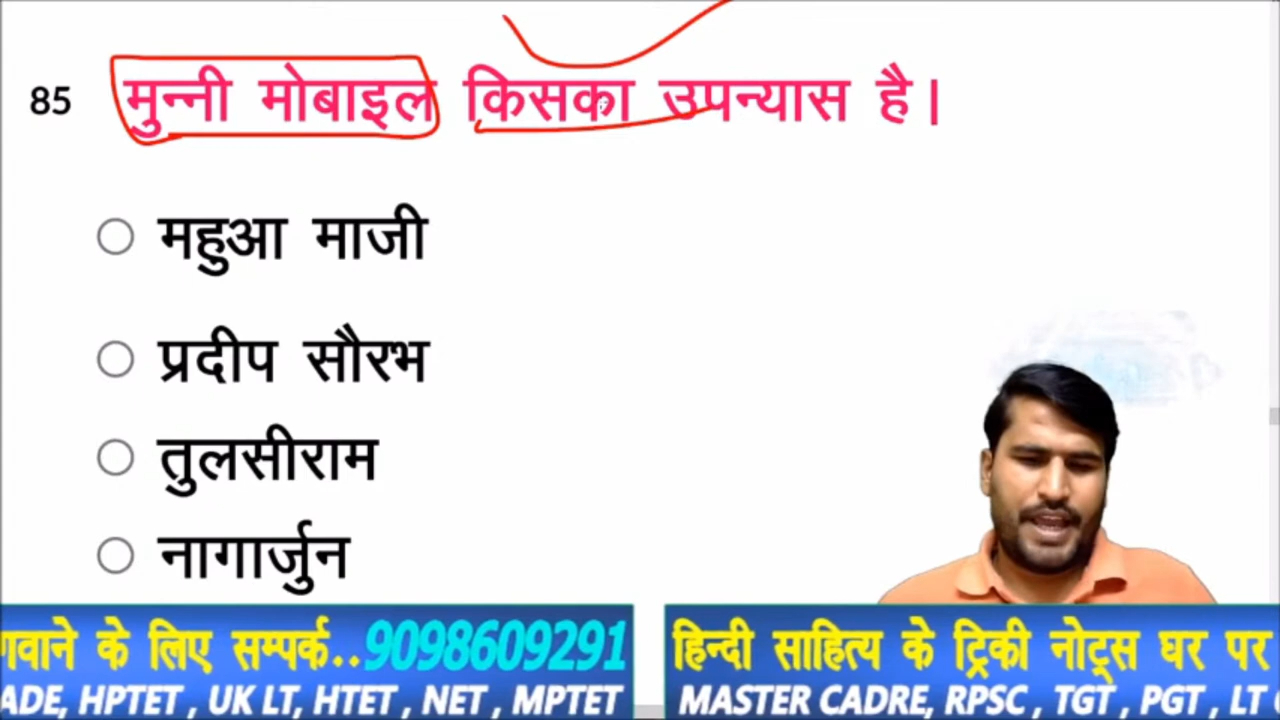 85 मुन्नी मोबाइल किसका उपन्यास है।
महुआ माजी
प्रदीप सौरभ
तुलसीराम
नागार्जुन
के लिए सम्पर्क..9098609291
हिन्दी साहित्य के ट्रिकी नोट्स घर पर
HPTET , UK LT, HTET , NET , MPTET
MASTER CADRE, RPSC , TGT , PGT , LT